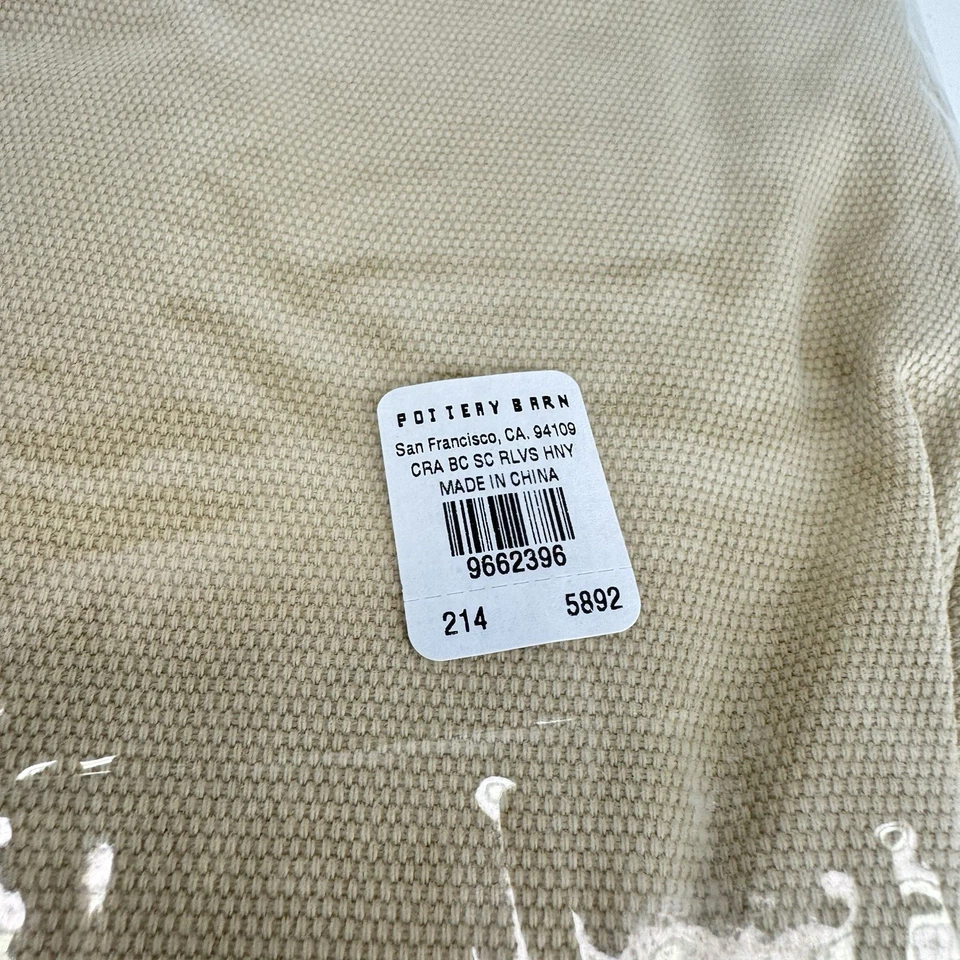 POTTERY BARN
San Francisco, CA. 94109
CRA BC SC RLVS HNY
MADE IN CHINA
9662396
214 5892